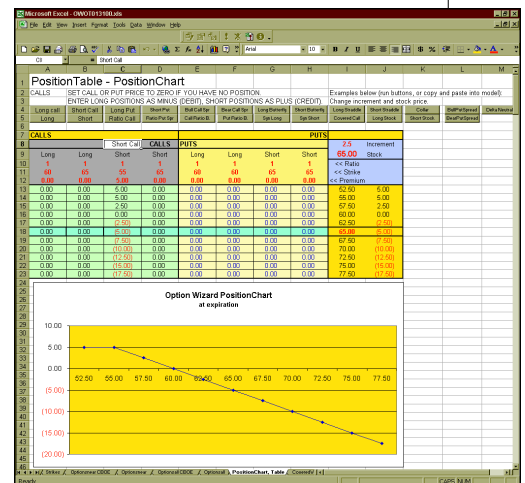 Microsoft Excel - OWOT013100.xls
File Edit View Insert Format Tools Data Window Help
Arial 10 B I U $ %
C8 = Short Call
A B C D E F G H I J K L M
PositionTable - PositionChart
CALLS SET CALL OR PUT PRICE TO ZERO IF YOU HAVE NO POSITION. Examples below (run buttons, or copy and paste into model):
ENTER LONG POSITIONS AS MINUS (DEBIT), SHORT POSITIONS AS PLUS (CREDIT). Change increment and stock price.
Long call Short Call Long Put Short Put Bull Call Spr Bear Call Spr Long Butterfly Short Butterfly Long Straddle Short Straddle Collar BullPutSpread Delta Neutral
Long Short Ratio Call Ratio Put Spr Call Ratio B. Put Ratio B. Syn Long Syn Short Covered Call Long Stock Short Stock BearPutSpread
CALLS PUTS
Short Call CALLS PUTS 2.5 Increment
Long Long Short Short Long Long Short Short 65.00 Stock
1 1 1 1 1 1 1 1 << Ratio
60 65 55 65 60 65 65 65 << Strike
0.00 0.00 5.00 0.00 0.00 0.00 0.00 0.00 << Premium
0.00 0.00 5.00 0.00 0.00 0.00 0.00 0.00 52.50 5.00
0.00 0.00 5.00 0.00 0.00 0.00 0.00 0.00 55.00 5.00
0.00 0.00 2.50 0.00 0.00 0.00 0.00 0.00 57.50 2.50
0.00 0.00 0.00 0.00 0.00 0.00 0.00 0.00 60.00 0.00
0.00 0.00 (2.50) 0.00 0.00 0.00 0.00 0.00 62.50 (2.50)
0.00 0.00 (5.00) 0.00 0.00 0.00 0.00 0.00 65.00 (5.00)
0.00 0.00 (7.50) 0.00 0.00 0.00 0.00 0.00 67.50 (7.50)
0.00 0.00 (10.00) 0.00 0.00 0.00 0.00 0.00 70.00 (10.00)
0.00 0.00 (12.50) 0.00 0.00 0.00 0.00 0.00 72.50 (12.50)
0.00 0.00 (15.00) 0.00 0.00 0.00 0.00 0.00 75.00 (15.00)
0.00 0.00 (17.50) 0.00 0.00 0.00 0.00 0.00 77.50 (17.50)
Option Wizard PositionChart
at expiration
10.00
5.00
0.00
52.50 55.00 57.50 60.00 62.50 65.00 67.50 70.00 72.50 75.00 77.50
(5.00)
(10.00)
(15.00)
(20.00)
Strikes Optionsnear CBOE Optionsnear OptionsallCBOE Optionsall PositionChart, Table CoveredW
Ready CAPS NUM